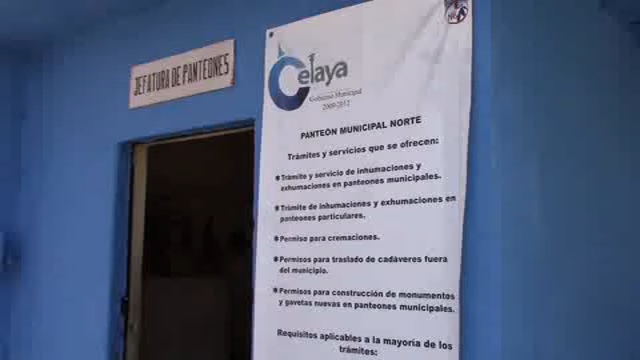 JEFATURA DE PANTEONES
Celaya
Gobierno Municipal
2009-2012
PANTEÓN MUNICIPAL NORTE
Trámites y servicios que se ofrecen:
* Trámite y servicio de inhumaciones y
exhumaciones en panteones municipales.
* Trámite de inhumaciones y exhumaciones en
panteones particulares.
* Permiso para cremaciones.
* Permisos para traslado de cadáveres fuera
del municipio.
* Permisos para construcción de monumentos
y gavetas nuevas en panteones municipales.
Requisitos aplicables a la mayoría de los
trámites: